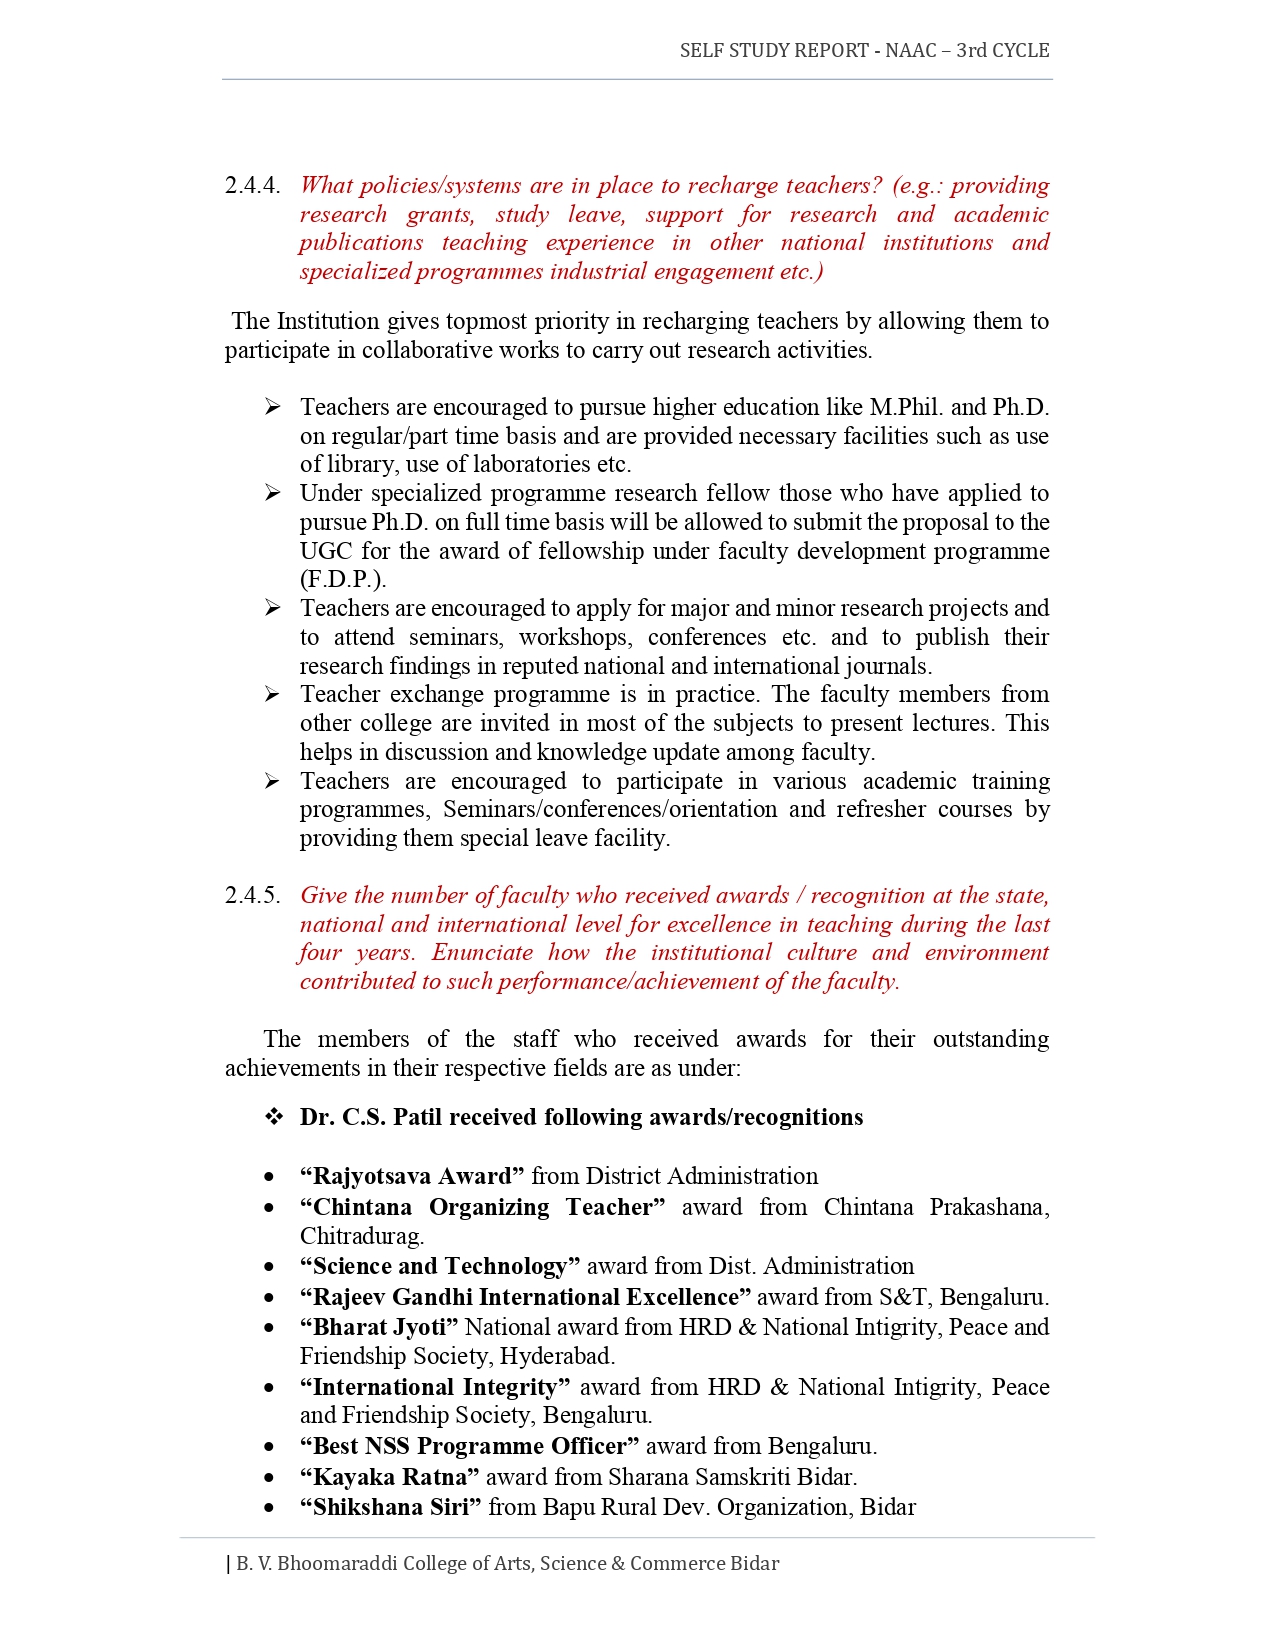 SELF STUDY REPORT - NAAC – 3rd CYCLE
2.4.4. What policies/systems are in place to recharge teachers? (e.g.: providing
research grants, study leave, support for research and academic
publications teaching experience in other national institutions and
specialized programmes industrial engagement etc.)
The Institution gives topmost priority in recharging teachers by allowing them to
participate in collaborative works to carry out research activities.
➢ Teachers are encouraged to pursue higher education like M.Phil. and Ph.D.
on regular/part time basis and are provided necessary facilities such as use
of library, use of laboratories etc.
➢ Under specialized programme research fellow those who have applied to
pursue Ph.D. on full time basis will be allowed to submit the proposal to the
UGC for the award of fellowship under faculty development programme
(F.D.P.).
➢ Teachers are encouraged to apply for major and minor research projects and
to attend seminars, workshops, conferences etc. and to publish their
research findings in reputed national and international journals.
➢ Teacher exchange programme is in practice. The faculty members from
other college are invited in most of the subjects to present lectures. This
helps in discussion and knowledge update among faculty.
➢ Teachers are encouraged to participate in various academic training
programmes, Seminars/conferences/orientation and refresher courses by
providing them special leave facility.
2.4.5. Give the number of faculty who received awards / recognition at the state,
national and international level for excellence in teaching during the last
four years. Enunciate how the institutional culture and environment
contributed to such performance/achievement of the faculty.
The members of the staff who received awards for their outstanding
achievements in their respective fields are as under:
❖ Dr. C.S. Patil received following awards/recognitions
• “Rajyotsava Award” from District Administration
• “Chintana Organizing Teacher” award from Chintana Prakashana,
Chitradurag.
• “Science and Technology” award from Dist. Administration
• “Rajeev Gandhi International Excellence” award from S&T, Bengaluru.
• “Bharat Jyoti” National award from HRD & National Intigrity, Peace and
Friendship Society, Hyderabad.
• “International Integrity” award from HRD & National Intigrity, Peace
and Friendship Society, Bengaluru.
• “Best NSS Programme Officer” award from Bengaluru.
• “Kayaka Ratna” award from Sharana Samskriti Bidar.
• “Shikshana Siri” from Bapu Rural Dev. Organization, Bidar
| B. V. Bhoomaraddi College of Arts, Science & Commerce Bidar